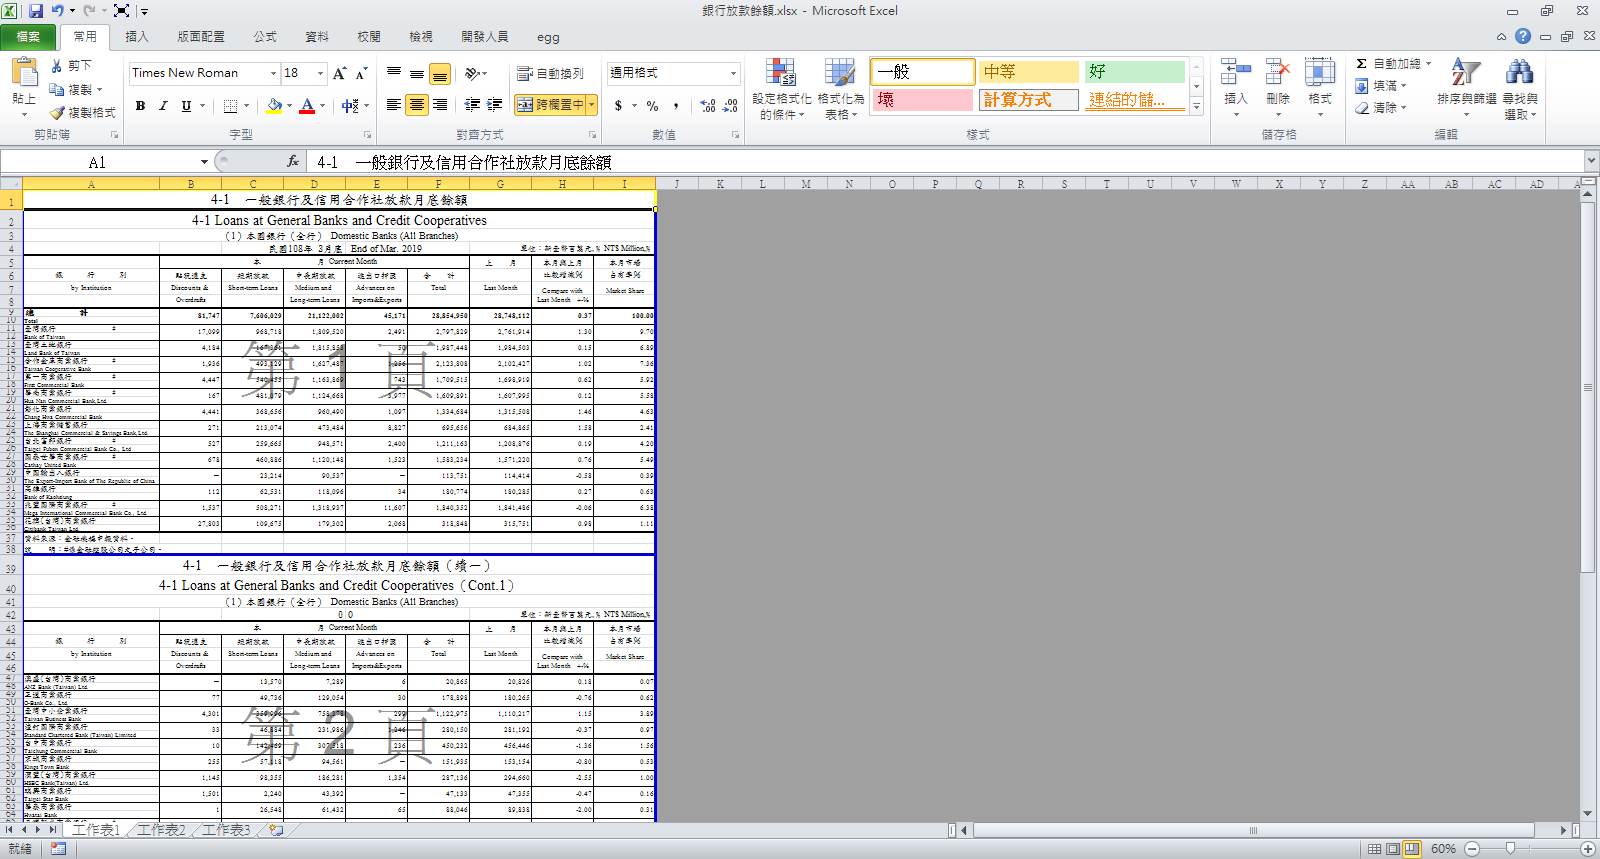 銀行放款餘額.xlsx - Microsoft Excel
檔案 常用 插入 版面配置 公式 資料 校閱 檢視 開發人員 egg
貼上 剪下 複製 複製格式 剪貼簿
Times New Roman 18 字型
自動換列 跨欄置中 對齊方式
通用格式 數值
設定格式化的條件 格式化為表格 一般 中等 好 壞 計算方式 連結的儲... 樣式
插入 刪除 格式 儲存格
自動加總 填滿 清除 排序與篩選 尋找與選取 編輯
A1 fx 4-1 一般銀行及信用合作社放款月底餘額
A B C D E F G H I J K L M N O P Q R S T U V W X Y Z AA AB AC AD
4-1 一般銀行及信用合作社放款月底餘額
4-1 Loans at General Banks and Credit Cooperatives
(1) 本國銀行 (全行) Domestic Banks (All Branches)
民國108年 3月底 End of Mar. 2019 單位：新臺幣百萬元,% NT$ Million,%
本 月 Current Month 上 月 本月與上月 本月市場
銀 行 別 貼現透支 短期放款 中長期放款 進出口押匯 合 計 比較增減列 占有率列
by Institution Discounts & Short-term Loans Medium and Advances on Total Last Month Compare with Market Share
Overdrafts Long-term Loans Imports&Exports Last Month +-%
總 計 81,747 7,606,029 21,122,002 45,171 28,854,950 28,748,112 0.37 100.00
Total
臺灣銀行 # 17,099 968,718 1,809,520 2,491 2,797,829 2,761,914 1.30 9.70
Bank of Taiwan
臺灣土地銀行 4,184 167,361 1,815,853 50 1,987,448 1,984,503 0.15 6.89
Land Bank of Taiwan
合作金庫商業銀行 # 1,936 493,829 1,627,487 1,256 2,123,808 2,102,427 1.02 7.36
Taiwan Cooperative Bank
第一商業銀行 # 4,447 540,455 1,163,869 743 1,709,515 1,698,919 0.62 5.92
First Commercial Bank
華南商業銀行 # 167 481,079 1,124,668 3,977 1,609,891 1,607,995 0.12 5.58
Hua Nan Commercial Bank,Ltd
彰化商業銀行 4,441 368,656 960,490 1,097 1,334,684 1,315,508 1.46 4.63
Chang Hwa Commercial Bank
上海商業儲蓄銀行 271 213,074 473,484 8,827 695,656 684,865 1.58 2.41
The Shanghai Commercial & Savings Bank,Ltd
台北富邦銀行 # 527 259,665 948,571 2,400 1,211,163 1,208,876 0.19 4.20
Taipei Fubon Commercial Bank Co., Ltd
國泰世華商業銀行 # 678 460,886 1,120,148 1,523 1,583,234 1,571,220 0.76 5.49
Cathay United Bank
中國輸出入銀行 – 23,214 90,537 – 113,751 114,414 -0.58 0.39
The Export-Import Bank of The Republic of China
高雄銀行 112 62,531 118,096 34 180,774 180,285 0.27 0.63
Bank of Kaohsiung
兆豐國際商業銀行 # 1,537 508,271 1,318,937 11,607 1,840,352 1,841,486 -0.06 6.38
Mega International Commercial Bank Co., Ltd
花旗(台灣)商業銀行 27,803 109,675 179,302 2,068 318,848 315,751 0.98 1.11
Citibank Taiwan Ltd
資料來源：金融機構申報資料。
說 明：#係金融控股公司之子公司。
第 1 頁
4-1 一般銀行及信用合作社放款月底餘額 (續一)
4-1 Loans at General Banks and Credit Cooperatives (Cont.1)
(1) 本國銀行 (全行) Domestic Banks (All Branches)
0 0 單位：新臺幣百萬元,% NT$ Million,%
本 月 Current Month 上 月 本月與上月 本月市場
銀 行 別 貼現透支 短期放款 中長期放款 進出口押匯 合 計 比較增減列 占有率列
by Institution Discounts & Short-term Loans Medium and Advances on Total Last Month Compare with Market Share
Overdrafts Long-term Loans Imports&Exports Last Month +-%
澳盛(台灣)商業銀行 – 13,570 7,289 6 20,865 20,826 0.18 0.07
ANZ Bank (Taiwan) Ltd
王道商業銀行 77 49,736 129,054 30 178,898 180,265 -0.76 0.62
O-Bank Co., Ltd
臺灣中小企業銀行 4,301 359,996 758,378 299 1,122,975 1,110,217 1.15 3.89
Taiwan Business Bank
渣打國際商業銀行 33 46,884 231,986 1,246 280,150 281,192 -0.37 0.97
Standard Chartered Bank (Taiwan) Limited
台中商業銀行 10 142,469 307,518 236 450,232 456,446 -1.36 1.56
Taichung Commercial Bank
京城商業銀行 255 57,118 94,561 – 151,935 153,154 -0.80 0.53
Kings Town Bank
滙豐(台灣)商業銀行 1,145 98,355 186,281 1,354 287,136 294,660 -2.55 1.00
HSBC Bank(Taiwan) Ltd
瑞興商業銀行 1,501 2,240 43,392 – 47,133 47,355 -0.47 0.16
Taipei Star Bank
華泰商業銀行 1 26,548 61,432 65 88,046 89,838 -2.00 0.31
Hwatai Bank
第 2 頁
工作表1 工作表2 工作表3
就緒 60%